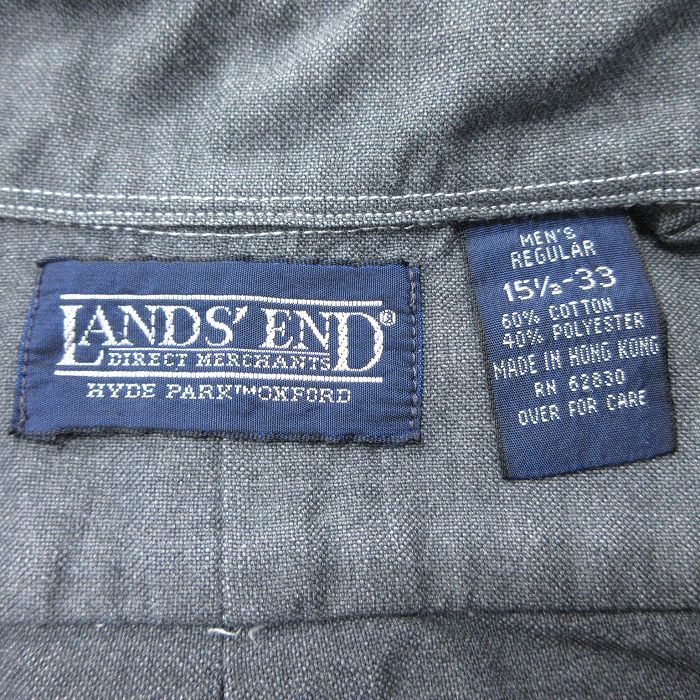 LANDS' END®
DIRECT MERCHANTS
HYDE PARK™ OXFORD
MEN'S
REGULAR
15½-33
60% COTTON
40% POLYESTER
MADE IN HONG KONG
RN 62830
OVER FOR CARE